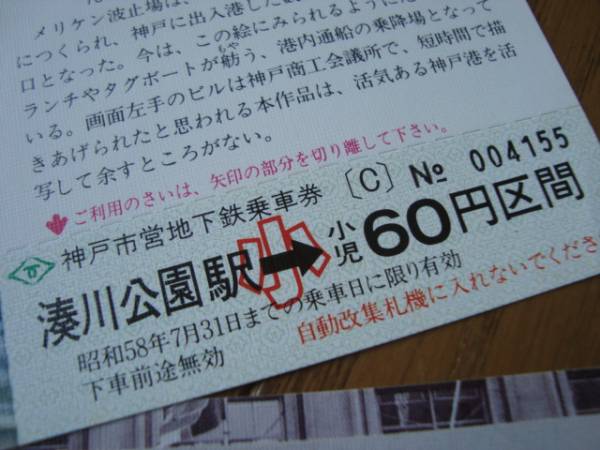 メリケン波止場は、
につくられ、神戸に出入港した
口となった。今は、この絵にみられるように
ランチやタグボートが舫う、港内通船の乗降場となって
もや
いる。画面左手のビルは神戸商工会議所で、短時間で描
きあげられたと思われる本作品は、活気ある神戸港を活
写して余すところがない。
ご利用のさいは、矢印の部分を切り離して下さい。
神戸市営地下鉄乗車券 〔C〕 № 004155
湊川公園駅➡小児60円区間
小
昭和58年7月31日までの乗車日に限り有効
下車前途無効
自動改集札機に入れないでくださ